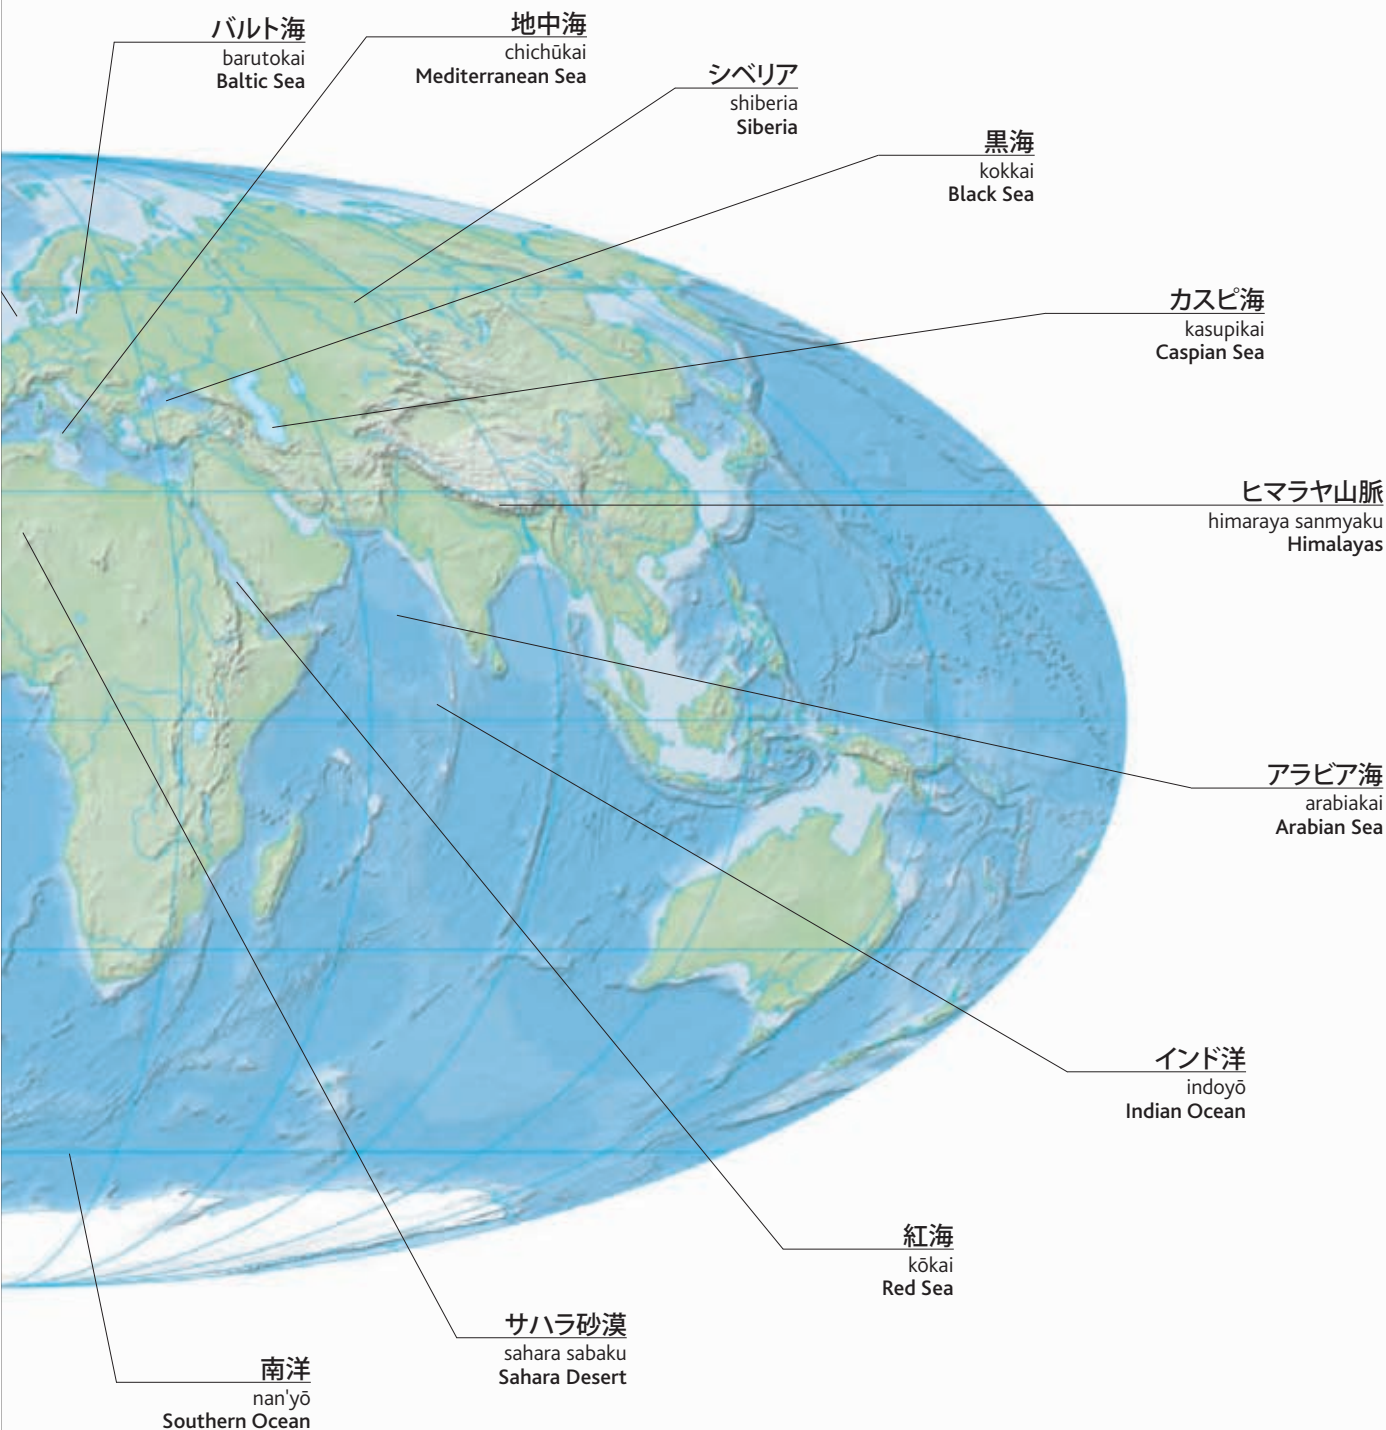 バルト海
barutokai
Baltic Sea
地中海
chichūkai
Mediterranean Sea
シベリア
shiberia
Siberia
黒海
kokkai
Black Sea
カスピ海
kasupikai
Caspian Sea
ヒマラヤ山脈
himaraya sanmyaku
Himalayas
アラビア海
arabiakai
Arabian Sea
インド洋
indoyō
Indian Ocean
紅海
kōkai
Red Sea
サハラ砂漠
sahara sabaku
Sahara Desert
南洋
nan'yō
Southern Ocean